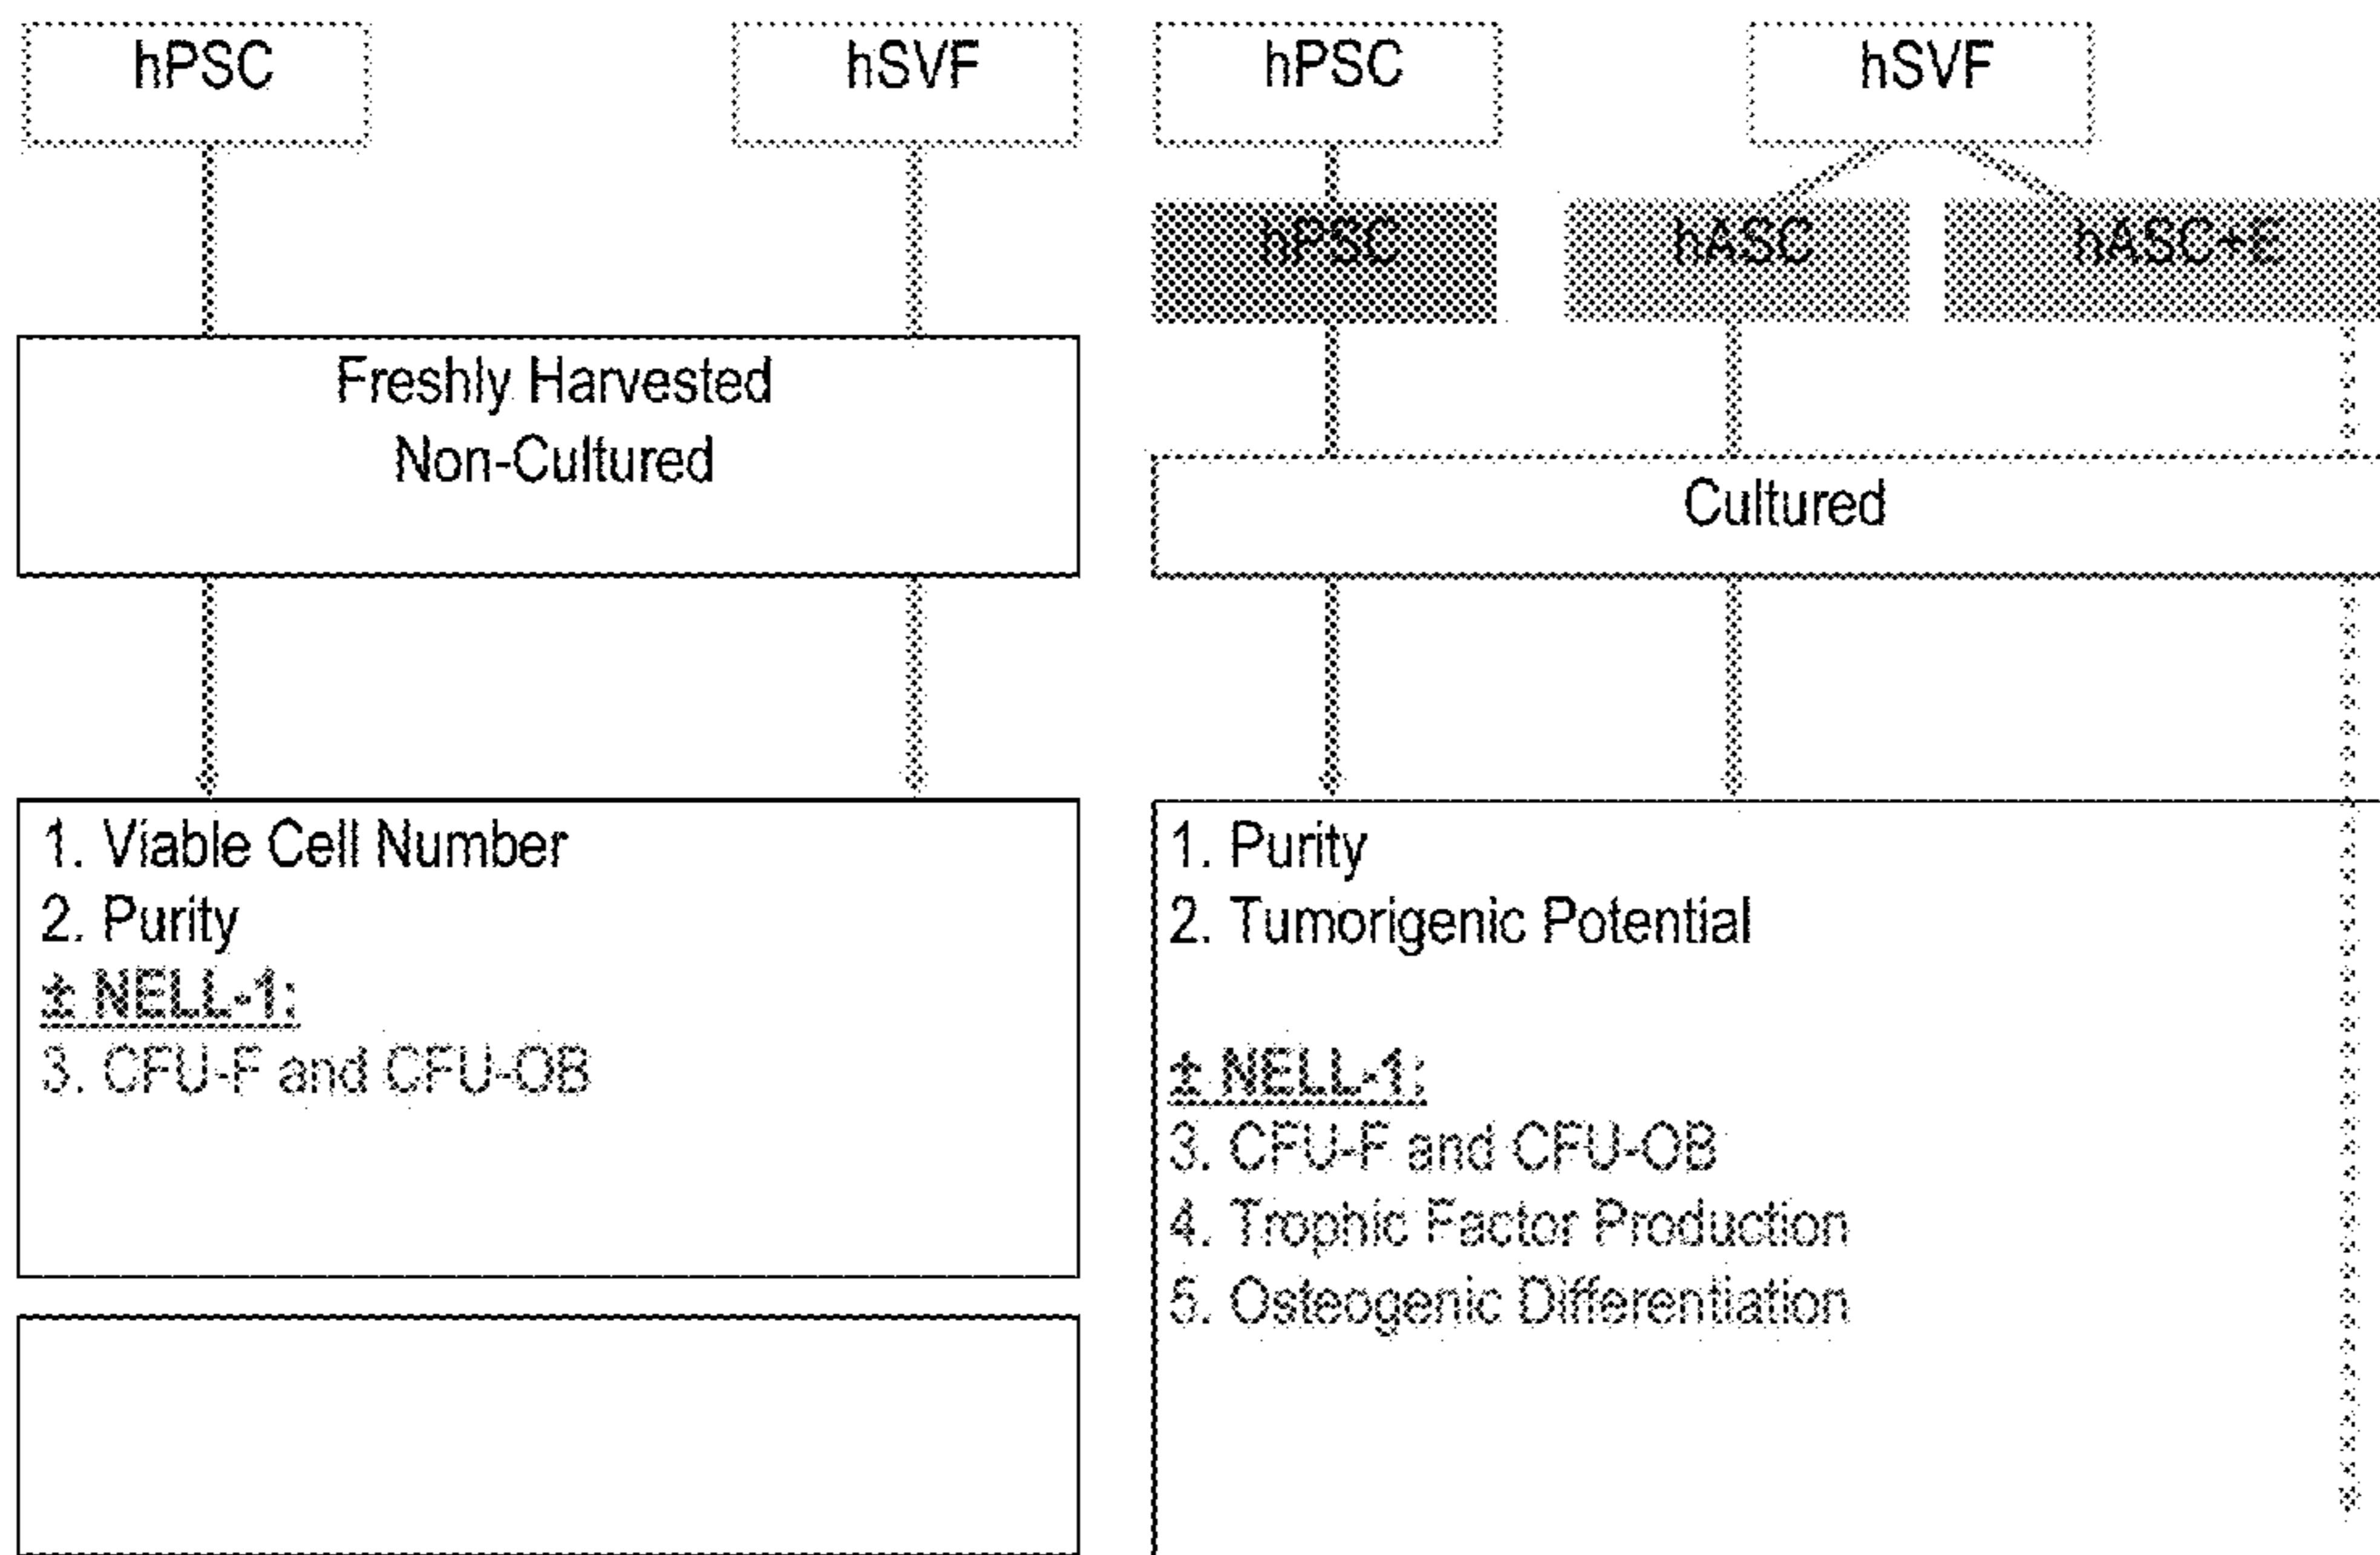 hPSC
hSVF
Freshly Harvested
Non-Cultured
1. Viable Cell Number
2. Purity
± NELL-1:
3. CFU-F and CFU-OB
hPSC
hSVF
hPSC
hASC
hASC+E
Cultured
1. Purity
2. Tumorigenic Potential
± NELL-1:
3. CFU-F and CFU-OB
4. Trophic Factor Production
5. Osteogenic Differentiation